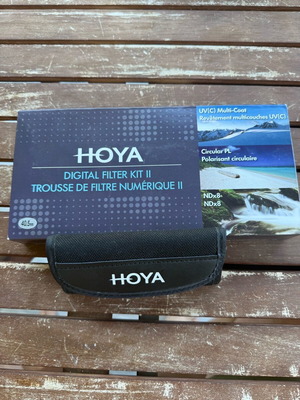 UV(C) Multi-Coat
Revêtement multicouches UV(C)
HOYA
DIGITAL FILTER KIT II
TROUSSE DE FILTRE NUMÉRIQUE II
Circular PL
Polarisant circulaire
NDx8
NDx8
HOYA